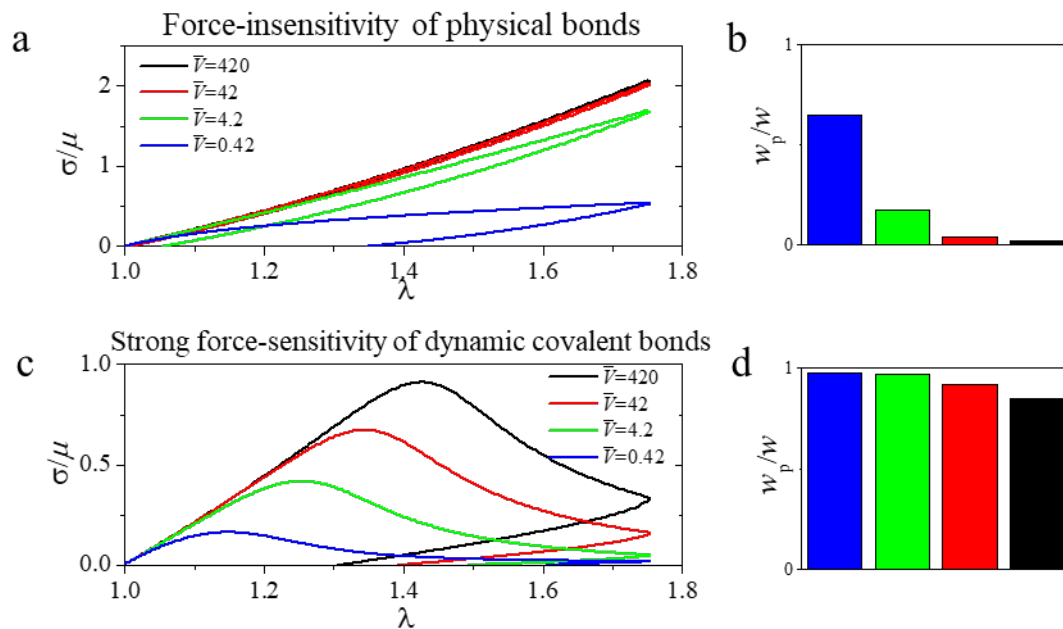 a
Force-insensitivity of physical bonds
b
V̄=420
V̄=42
V̄=4.2
V̄=0.42
2
1
0
σ/μ
1.0
1.2
1.4
1.6
1.8
λ
1
0
wₚ/w
Strong force-sensitivity of dynamic covalent bonds
c
d
V̄=420
V̄=42
V̄=4.2
V̄=0.42
1.0
0.5
0.0
σ/μ
1.0
1.2
1.4
1.6
1.8
λ
1
0
wₚ/w